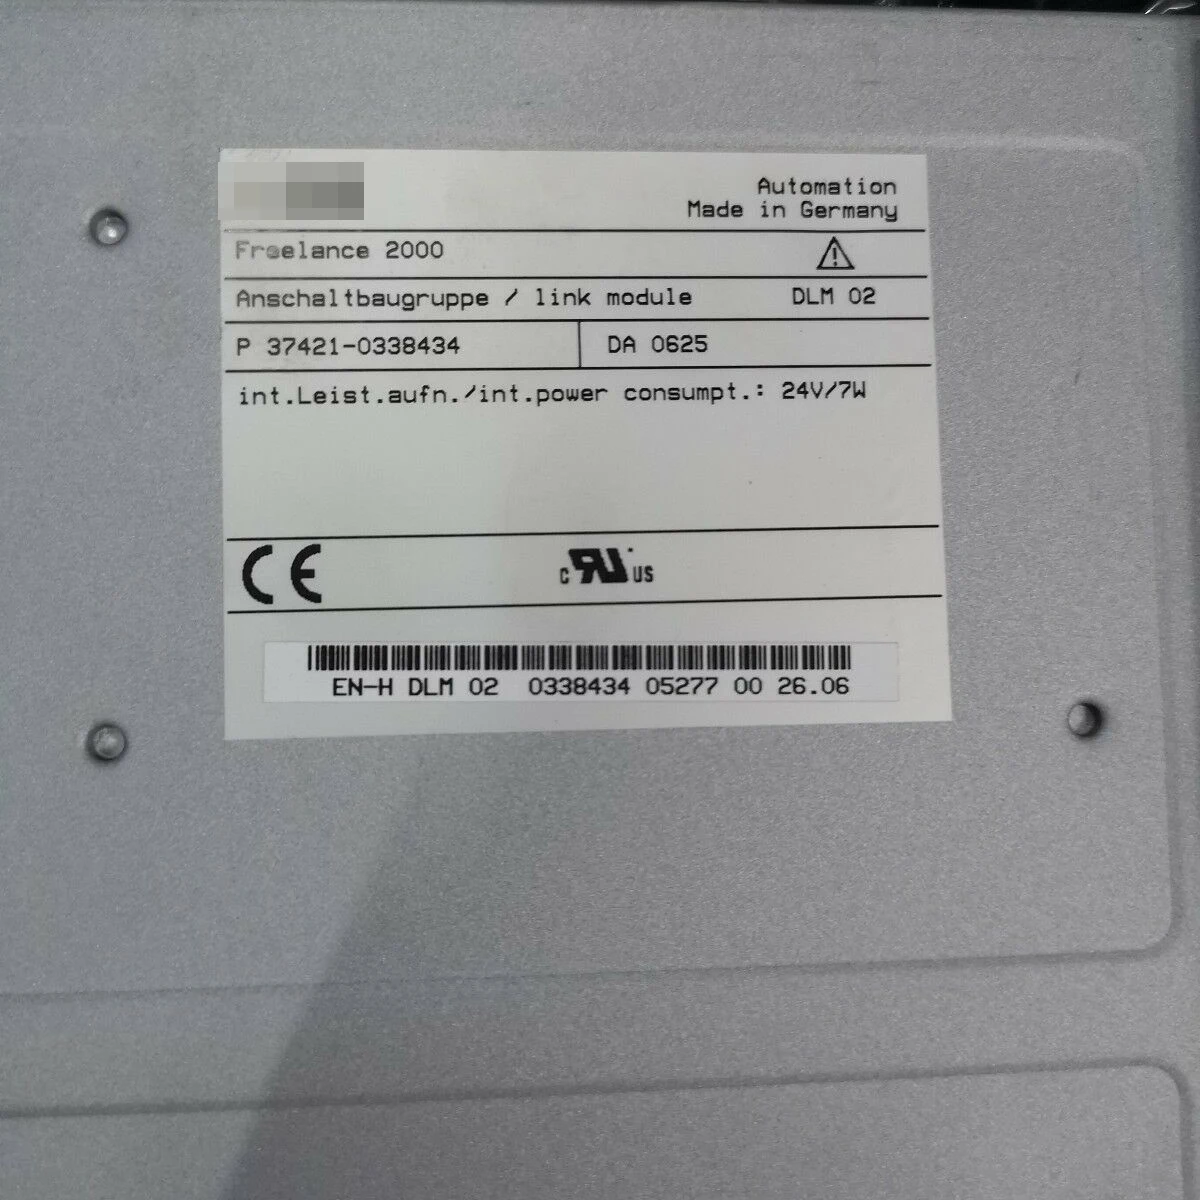 Automation
Made in Germany
Freelance 2000
Anschaltbaugruppe / link module DLM 02
P 37421-0338434 DA 0625
int.Leist.aufn./int.power consumpt.: 24V/7W
CE c RU US
EN-H DLM 02 0338434 05277 00 26.06